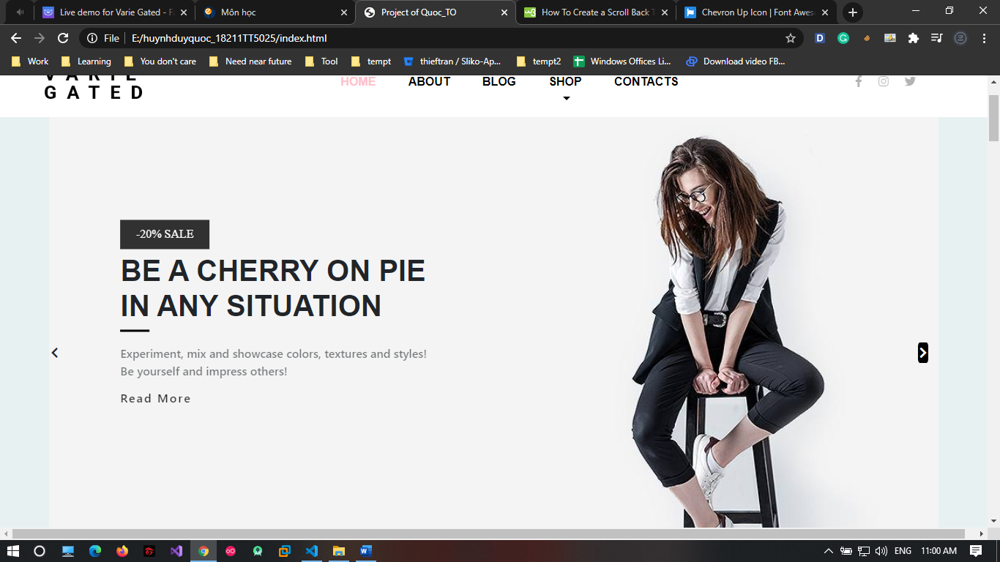 Live demo for Varie Gated - F
Môn học
Project of Quoc_TO
How To Create a Scroll Back T
Chevron Up Icon | Font Awes
File
E:/huynhduyquoc_18211TT5025/index.html
Work
Learning
You don't care
Need near future
Tool
tempt
thieftran / Sliko-Ap...
tempt2
Windows Offices Li...
Download video FB...
VARIE
GATED
HOME
ABOUT
BLOG
SHOP
CONTACTS
-20% SALE
BE A CHERRY ON PIE
IN ANY SITUATION
Experiment, mix and showcase colors, textures and styles!
Be yourself and impress others!
Read More
ENG
11:00 AM